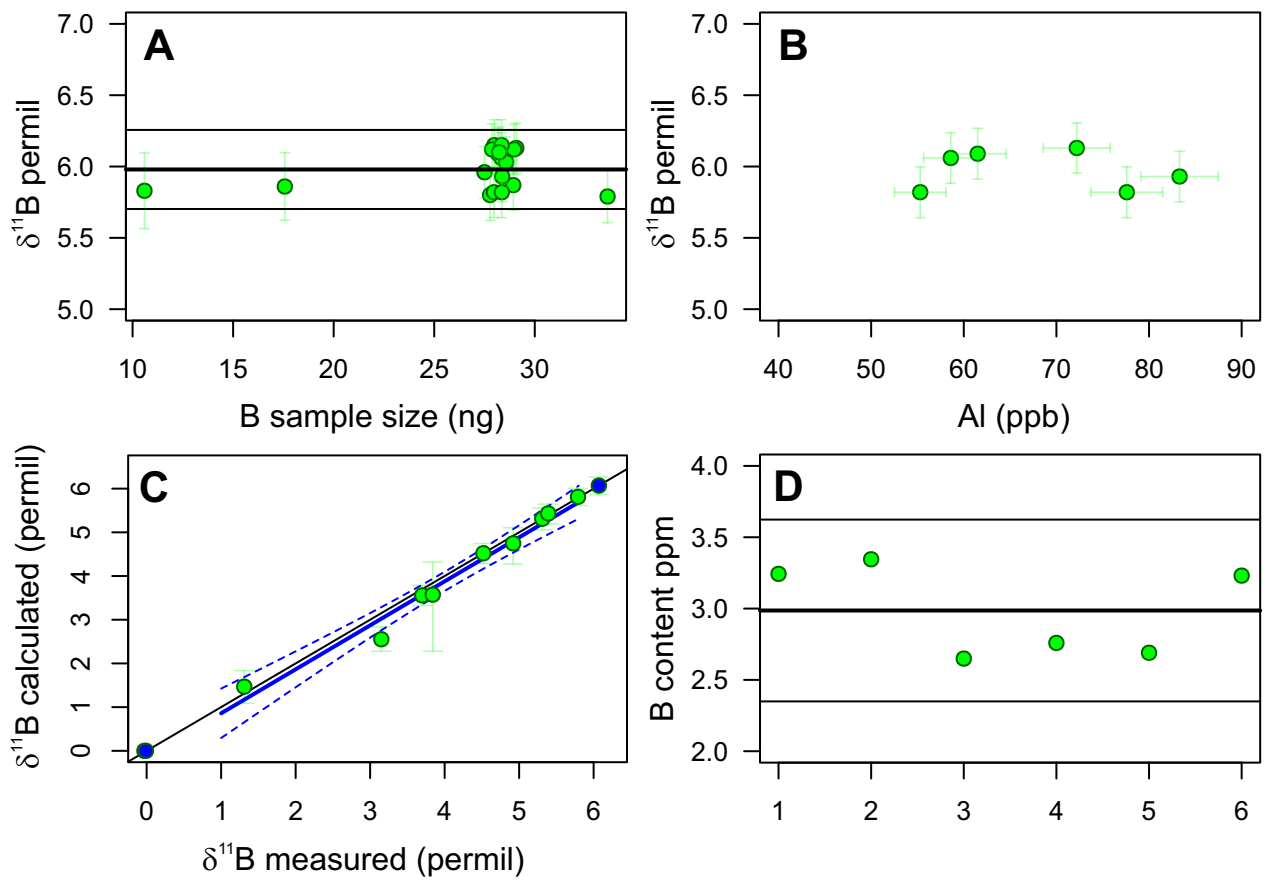 A
7.0
6.5
6.0
5.5
5.0
δ¹¹B permil
10 15 20 25 30
B sample size (ng)
B
7.0
6.5
6.0
5.5
5.0
δ¹¹B permil
40 50 60 70 80 90
Al (ppb)
C
6
5
4
3
2
1
0
δ¹¹B calculated (permil)
0 1 2 3 4 5 6
δ¹¹B measured (permil)
D
4.0
3.5
3.0
2.5
2.0
B content ppm
1 2 3 4 5 6